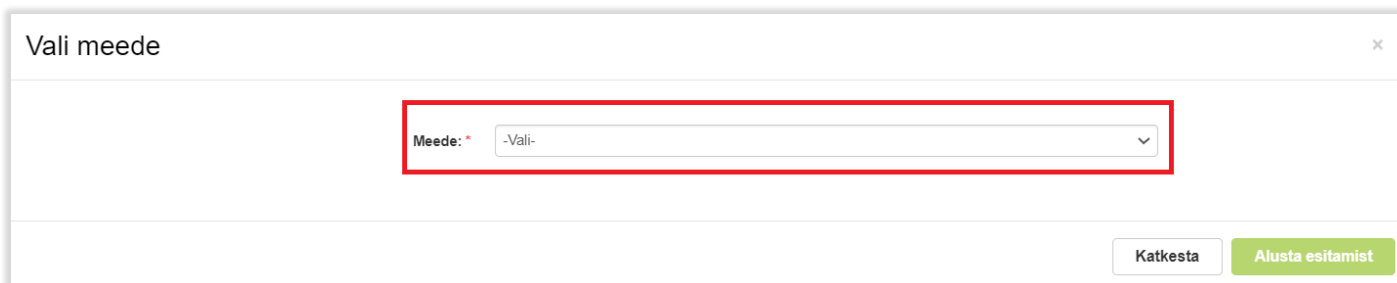 Vali meede
×
Meede: * -Vali-
Katkesta Alusta esitamist